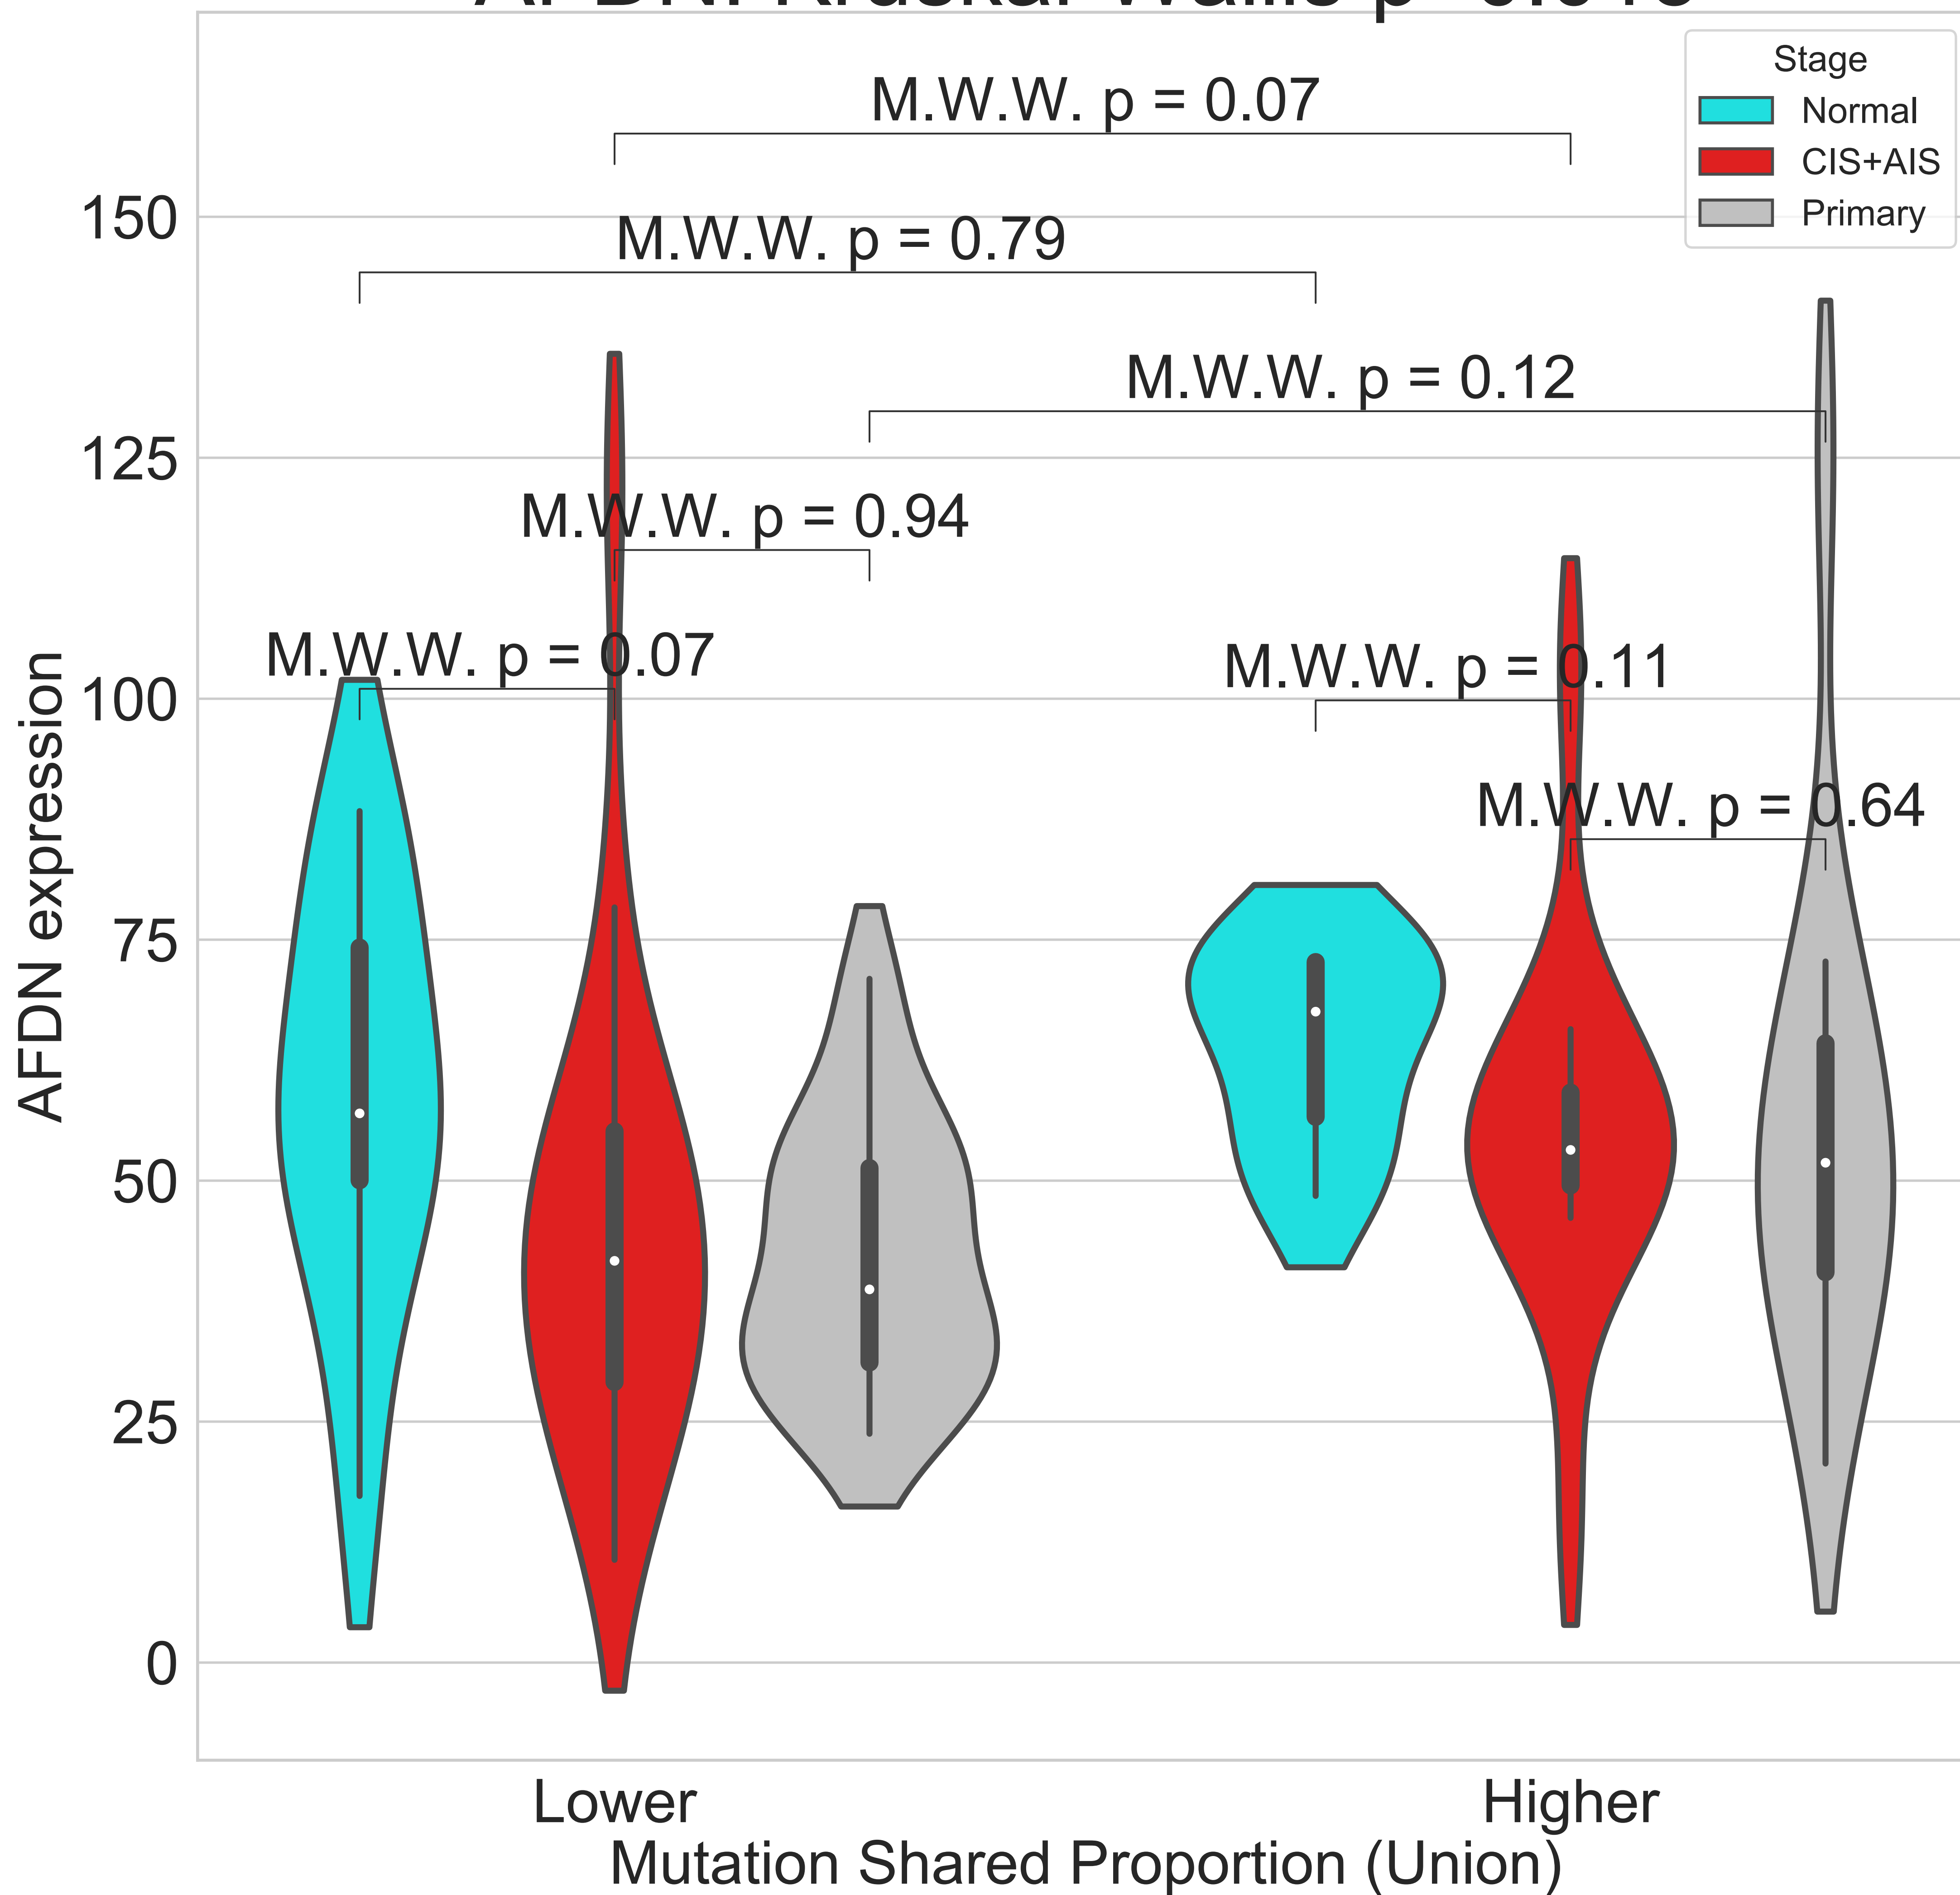 Stage
Normal
CIS+AIS
Primary
M.W.W. p = 0.07
M.W.W. p = 0.79
M.W.W. p = 0.12
M.W.W. p = 0.94
M.W.W. p = 0.07
M.W.W. p = 0.11
M.W.W. p = 0.64
150
125
100
75
50
25
0
AFDN expression
Lower
Higher
Mutation Shared Proportion (Union)